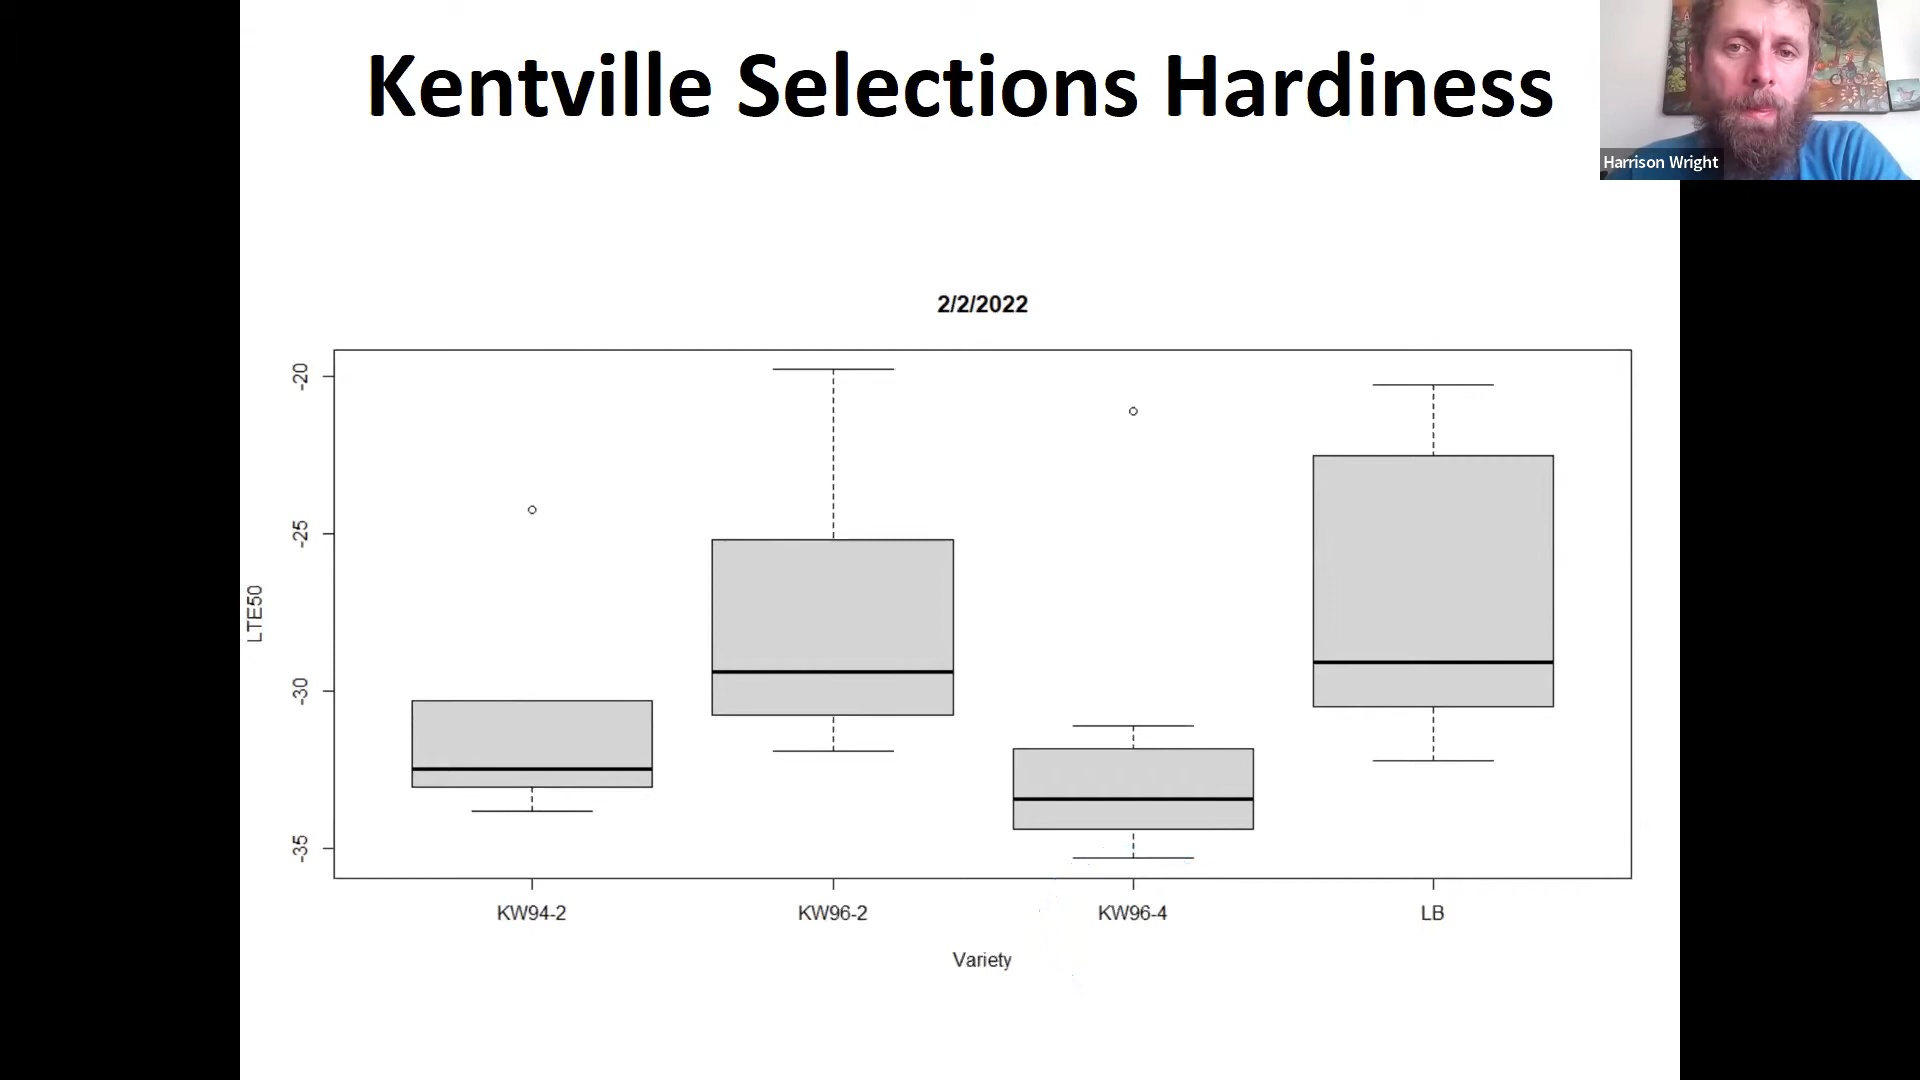 Kentville Selections Hardiness
Harrison Wright
2/2/2022
-20
-25
-30
-35
LTE50
KW94-2
KW96-2
KW96-4
LB
Variety